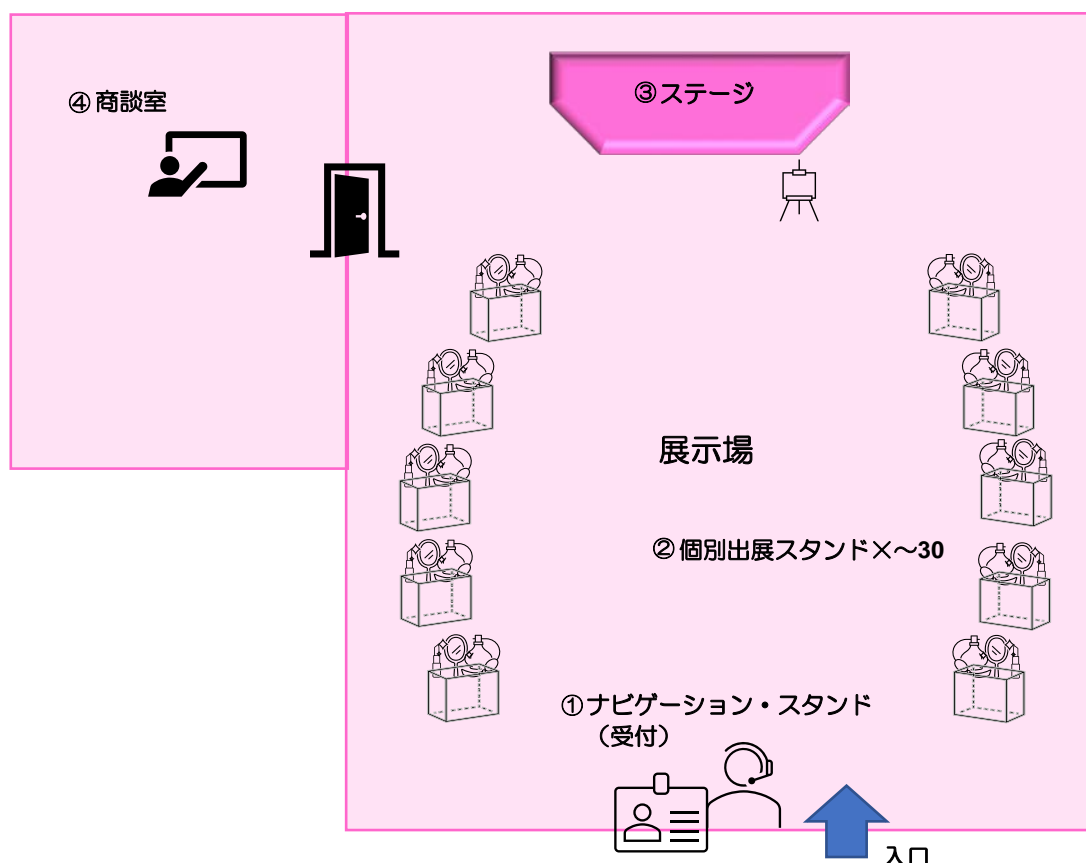 ④商談室
③ステージ
展示場
②個別出展スタンド×～30
①ナビゲーション・スタンド
（受付）
入口